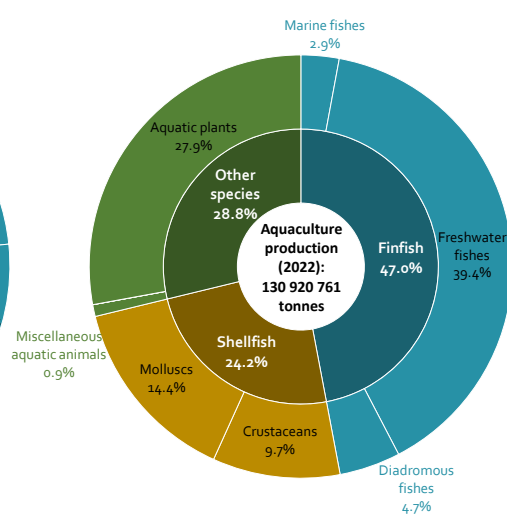 Marine fishes
2.9%
Aquatic plants
27.9%
Other
species
28.8%
Aquaculture
production
(2022):
130 920 761
tonnes
Finfish
47.0%
Freshwater
fishes
39.4%
Miscellaneous
aquatic animals
0.9%
Shellfish
24.2%
Molluscs
14.4%
Crustaceans
9.7%
Diadromous
fishes
4.7%